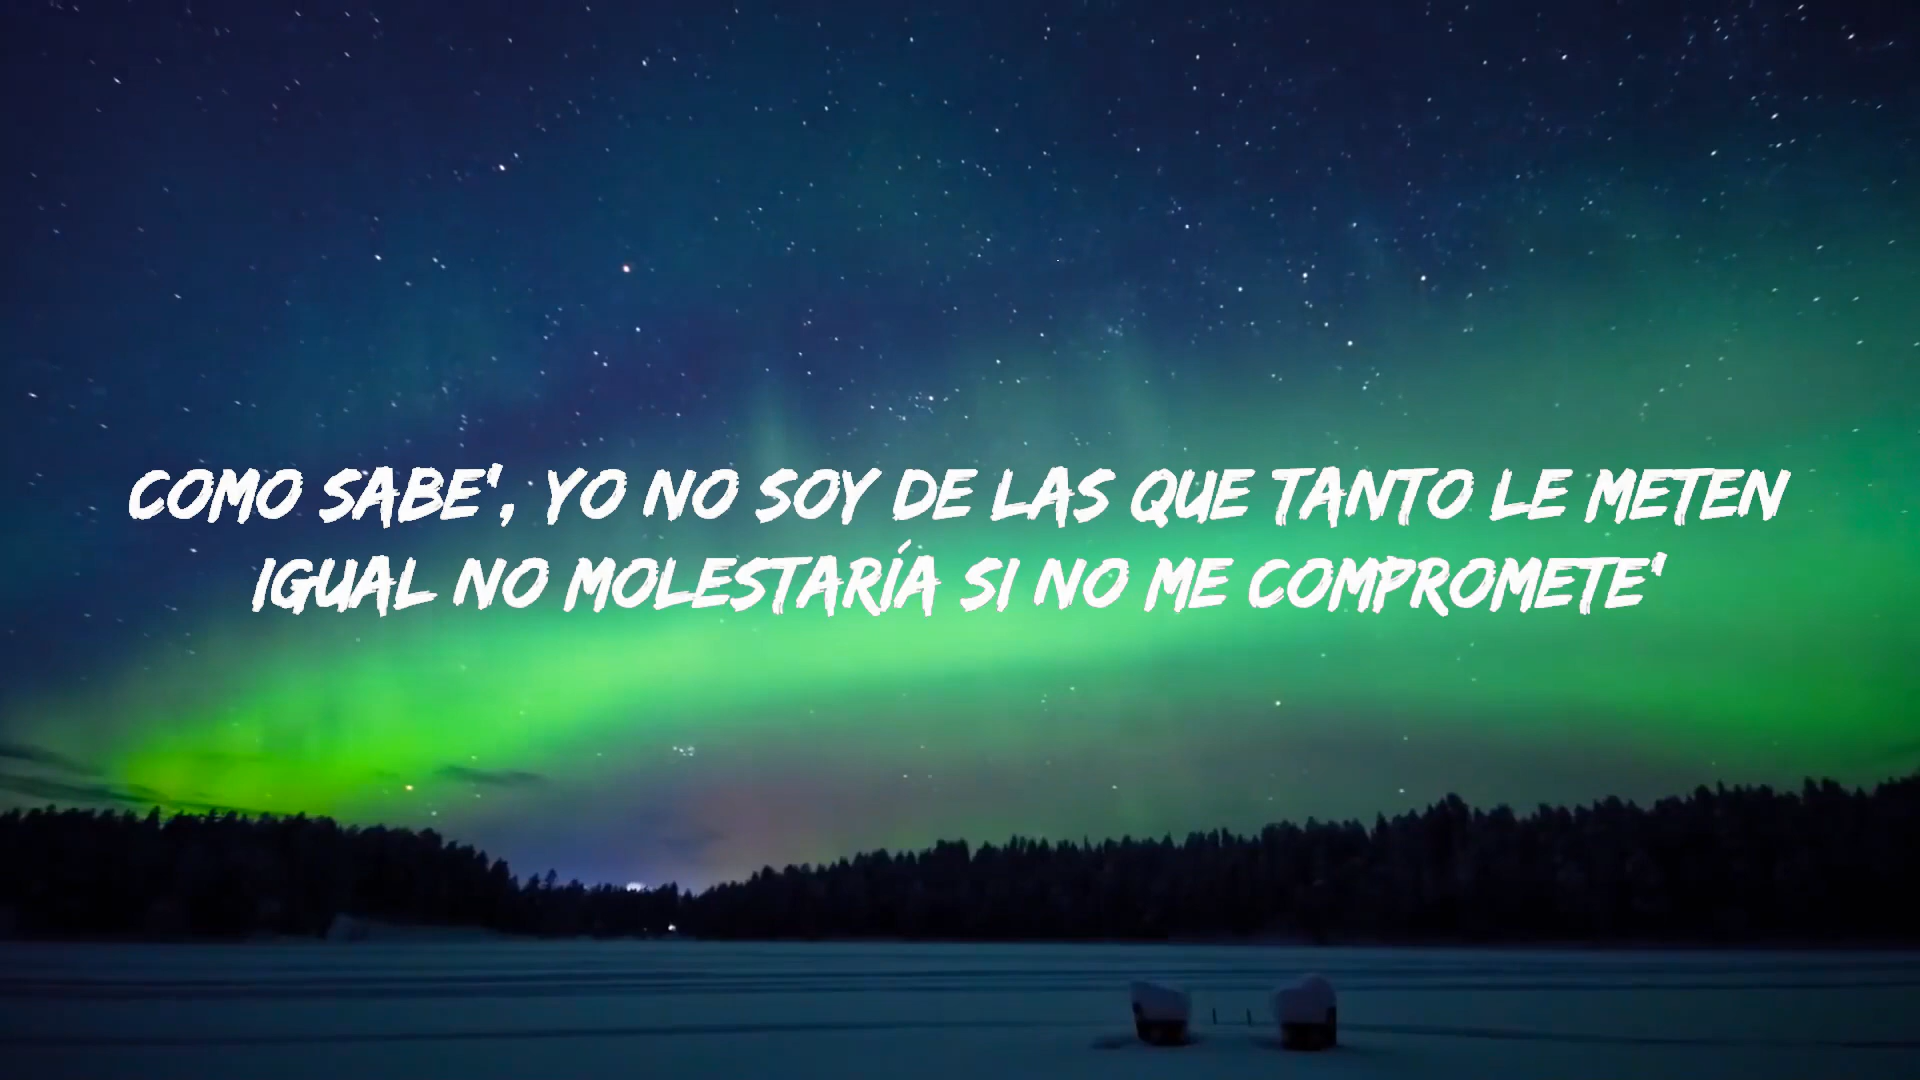 COMO SABE', YO NO SOY DE LAS QUE TANTO LE METEN
IGUAL NO MOLESTARÍA SI NO ME COMPROMETE'